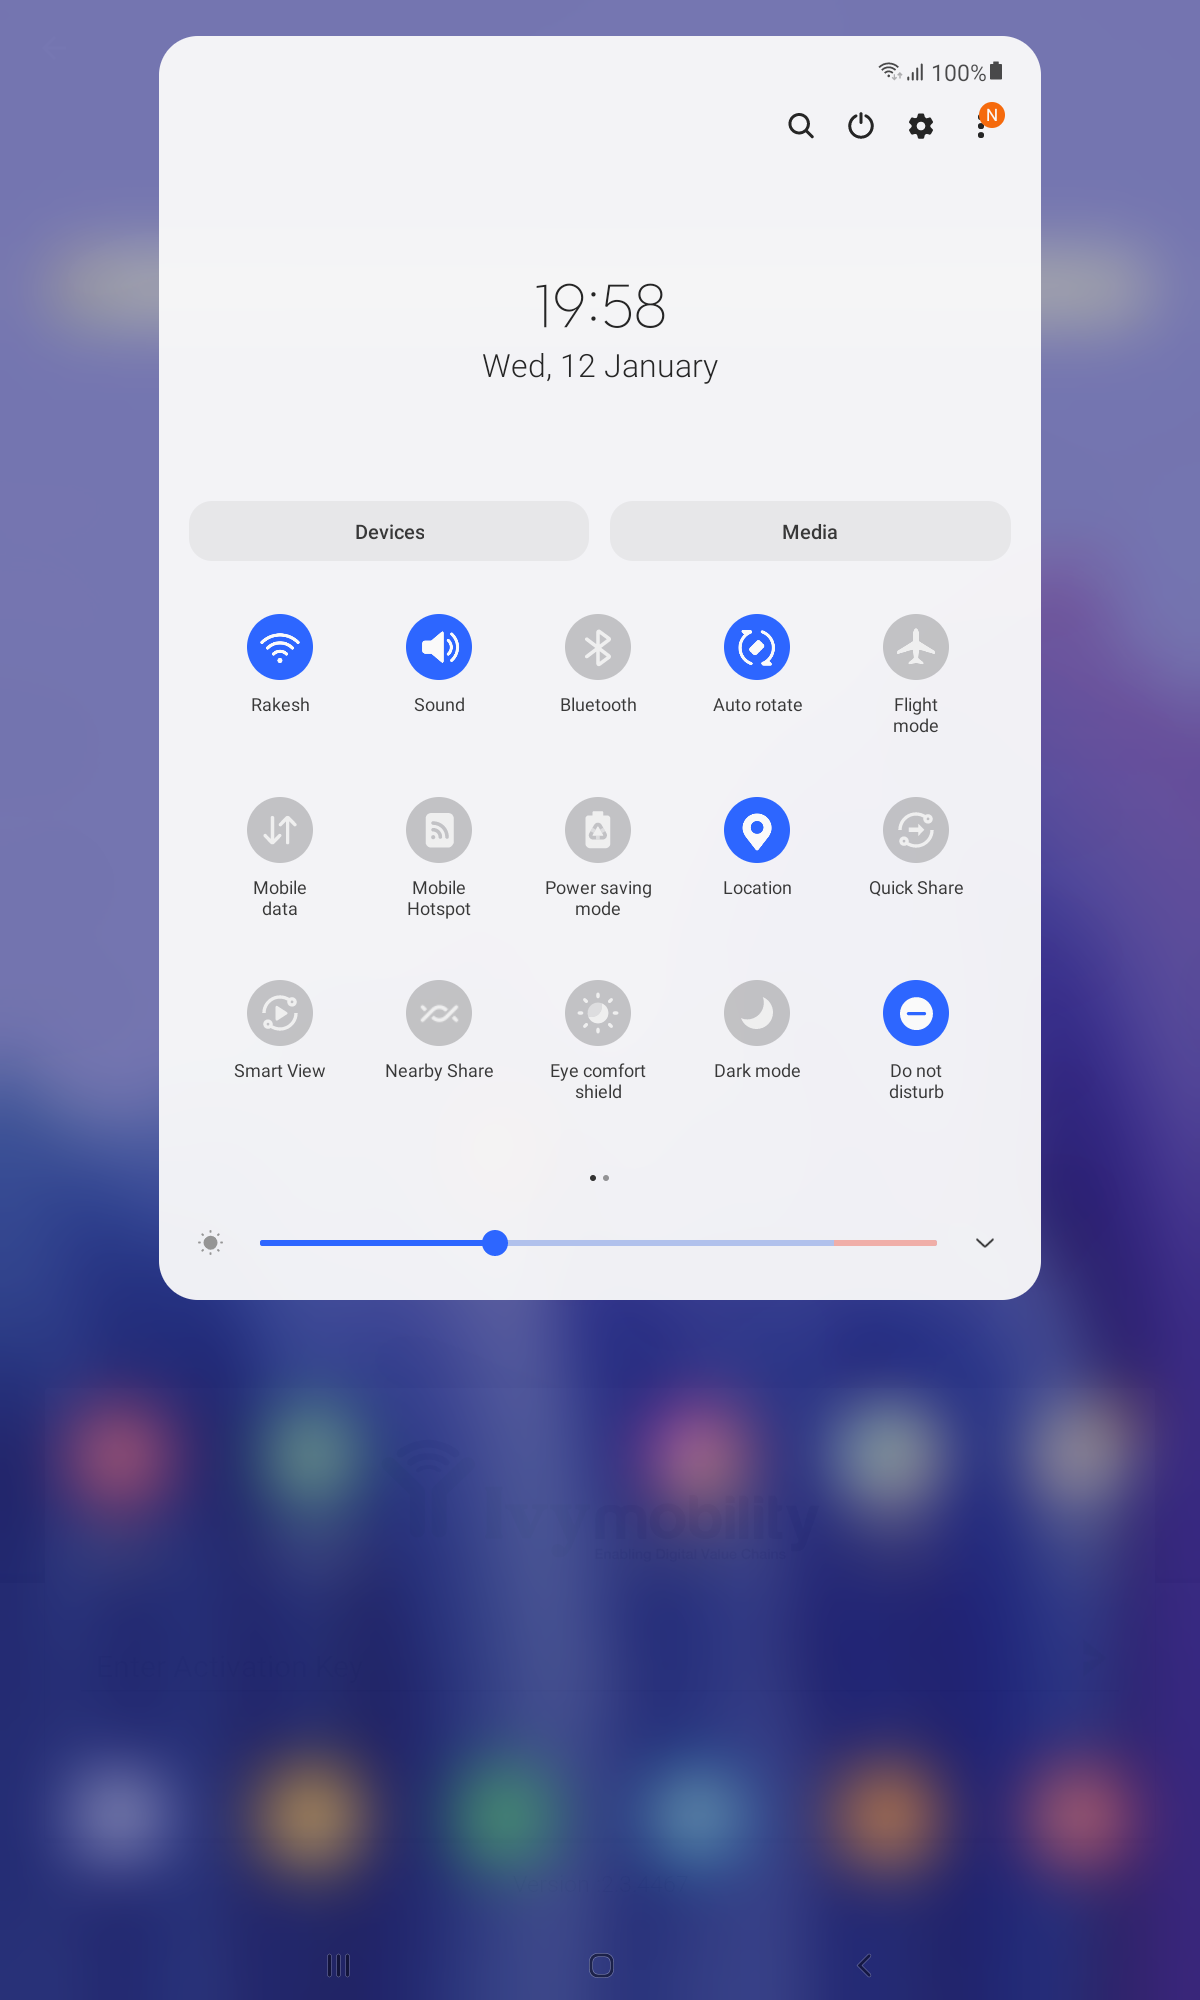 100%
N
19:58
Wed, 12 January
Devices
Media
Rakesh
Sound
Bluetooth
Auto rotate
Flight
mode
Mobile
data
Mobile
Hotspot
Power saving
mode
Location
Quick Share
Smart View
Nearby Share
Eye comfort
shield
Dark mode
Do not
disturb
mobility